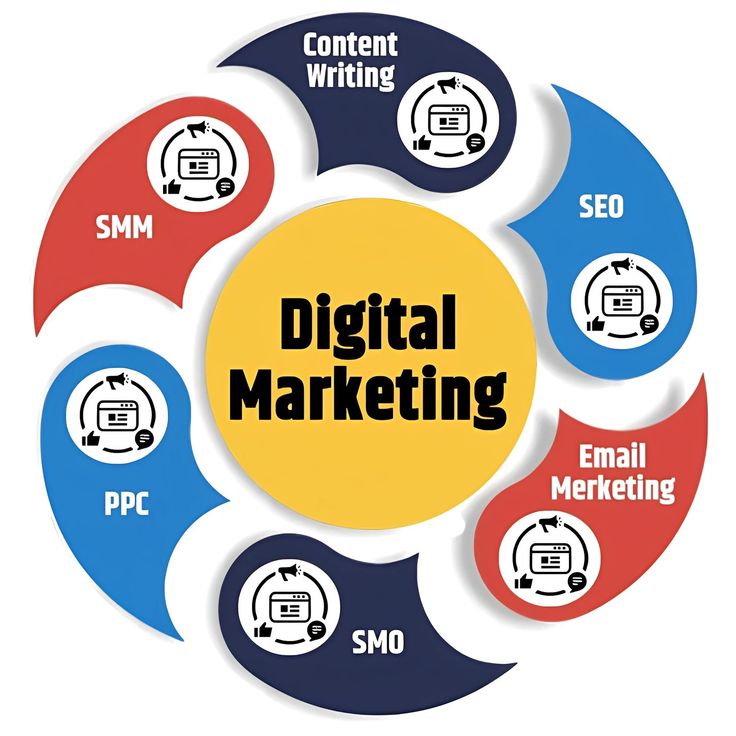 Content
Writing
SEO
Email
Merketing
SMO
PPC
SMM
Digital
Marketing